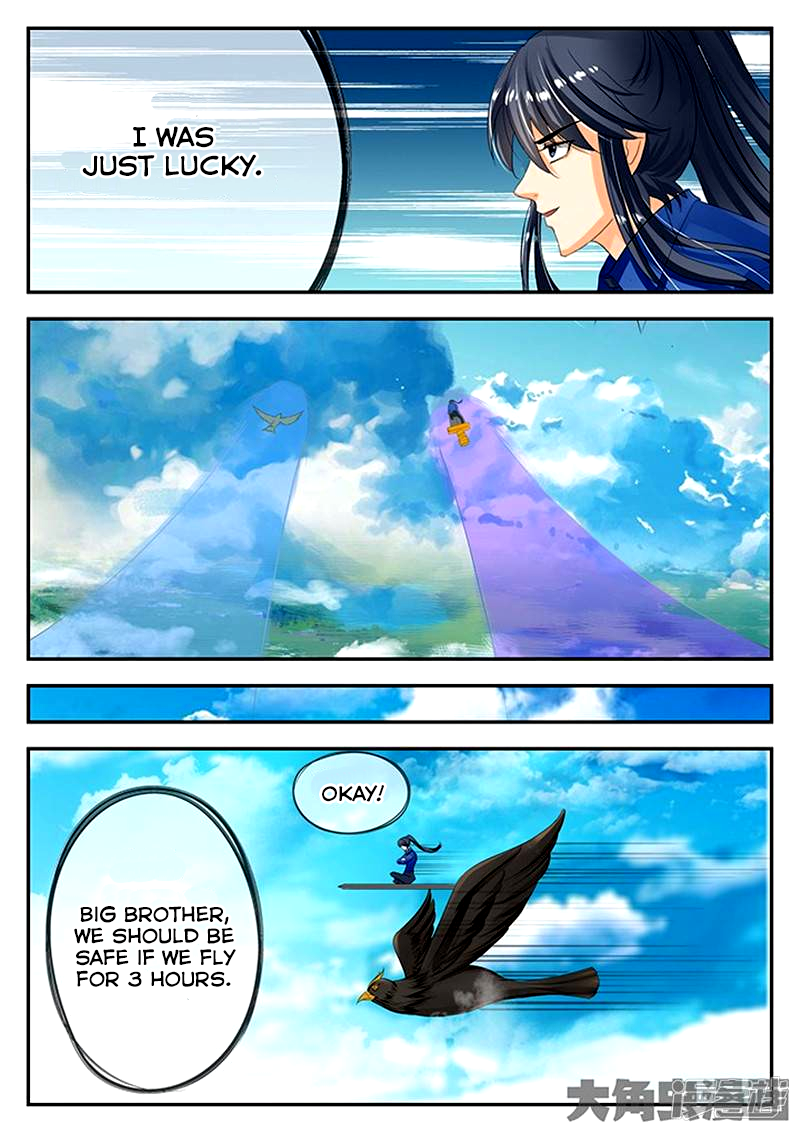 I WAS
JUST LUCKY.
OKAY!
BIG BROTHER,
WE SHOULD BE
SAFE IF WE FLY
FOR 3 HOURS.
大角虫漫画